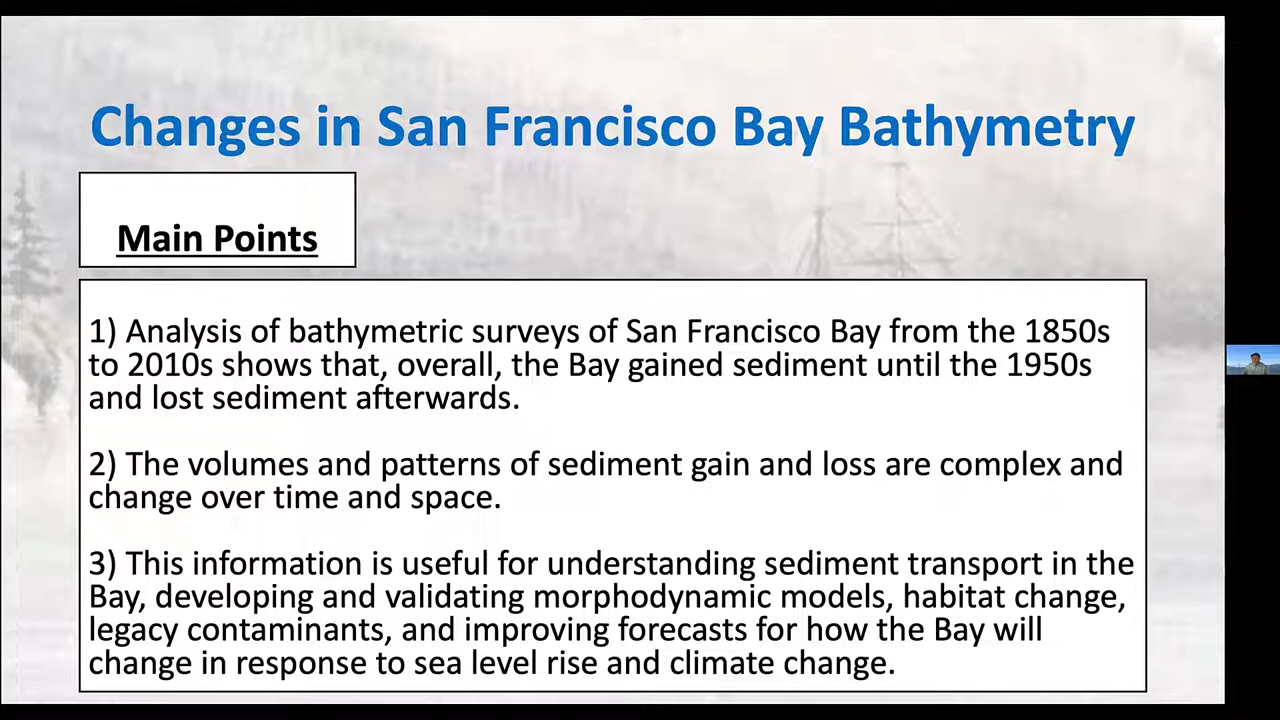 Changes in San Francisco Bay Bathymetry
Main Points
1) Analysis of bathymetric surveys of San Francisco Bay from the 1850s
to 2010s shows that, overall, the Bay gained sediment until the 1950s
and lost sediment afterwards.
2) The volumes and patterns of sediment gain and loss are complex and
change over time and space.
3) This information is useful for understanding sediment transport in the
Bay, developing and validating morphodynamic models, habitat change,
legacy contaminants, and improving forecasts for how the Bay will
change in response to sea level rise and climate change.